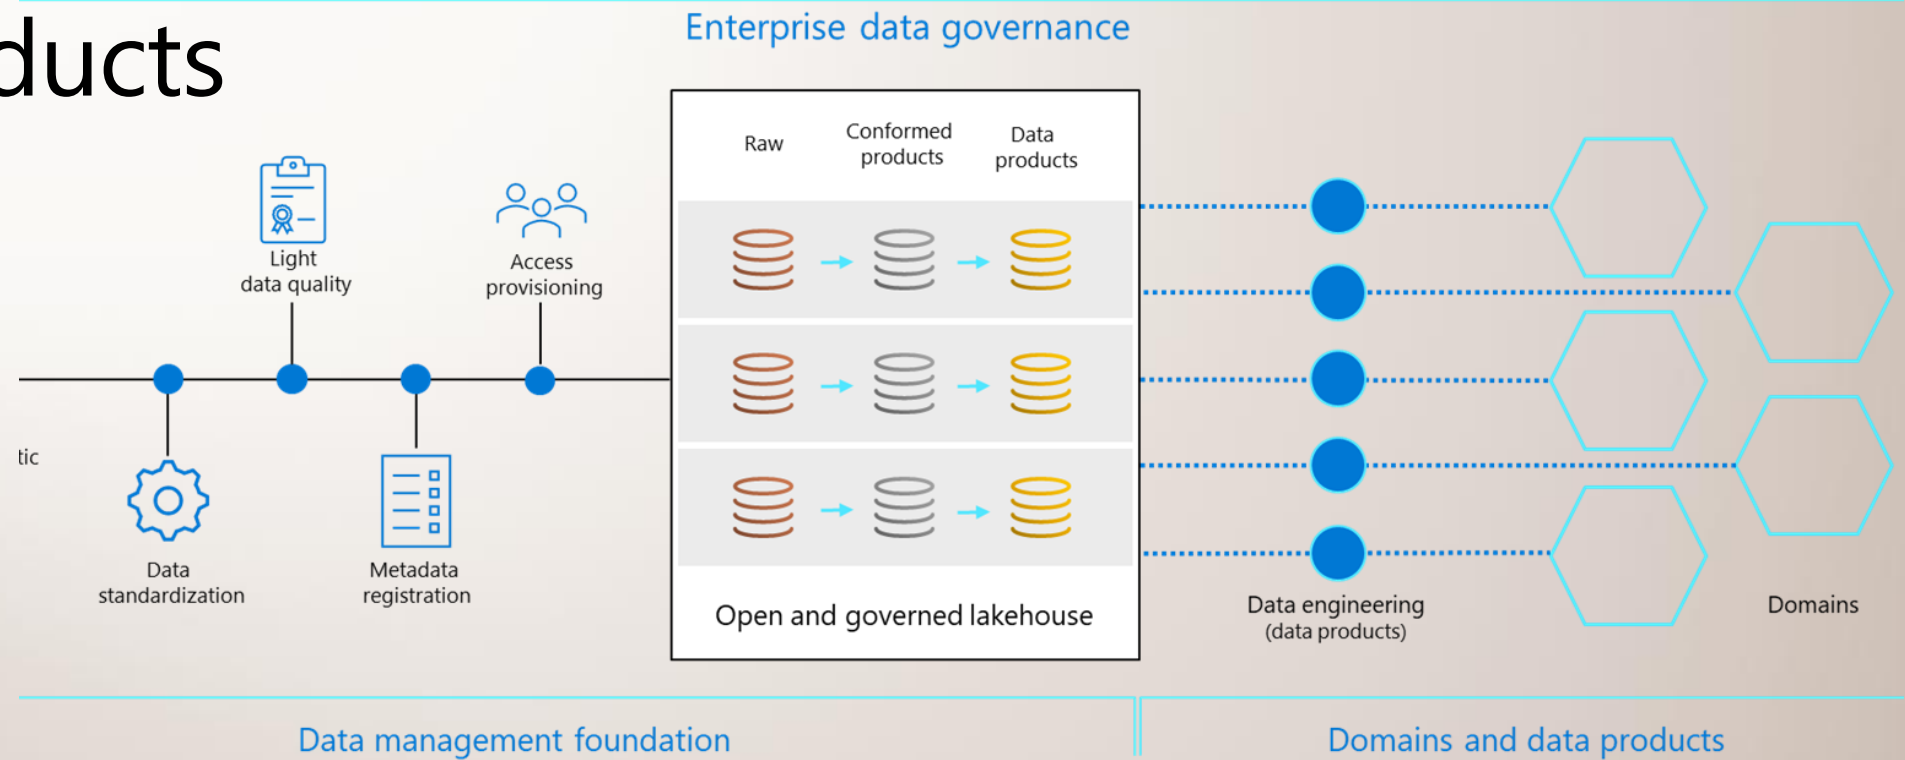 ducts
Enterprise data governance
Raw
Conformed
products
Data
products
Light
data quality
Access
provisioning
tic
Data
standardization
Metadata
registration
Open and governed lakehouse
Data engineering
(data products)
Domains
Data management foundation
Domains and data products